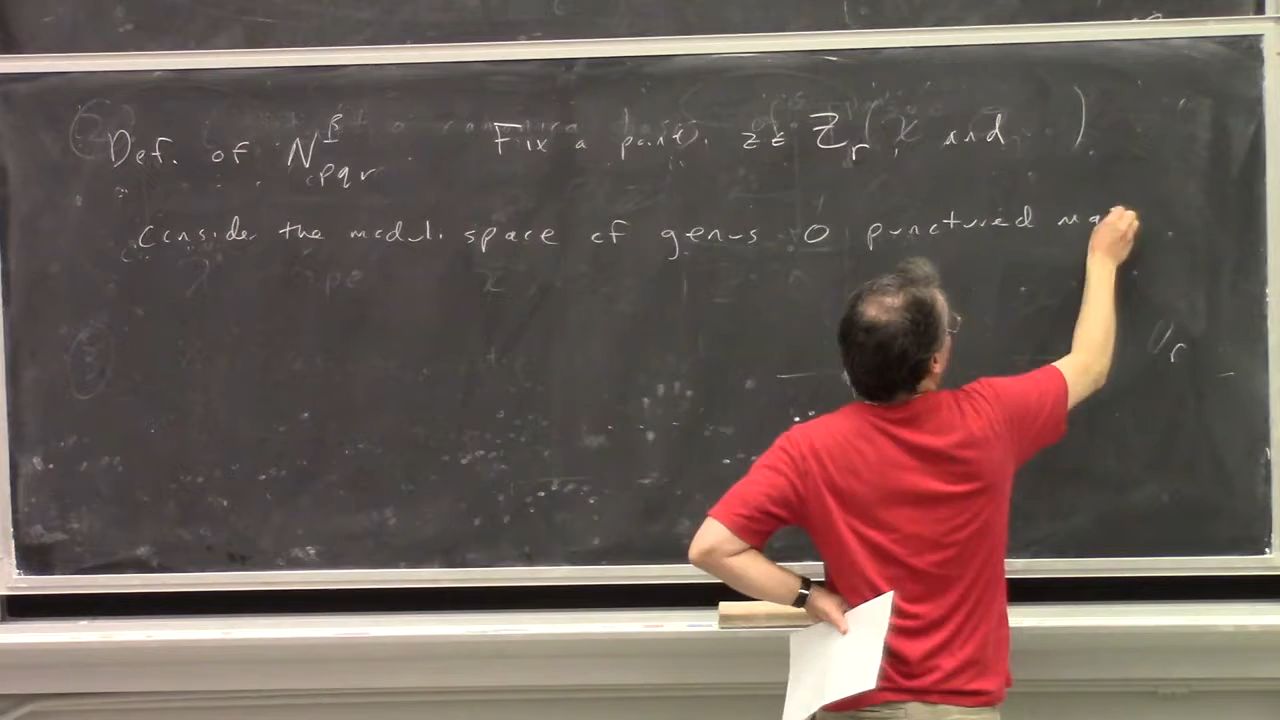 Def. of N^β_pqr Fix a point z ∈ Z_r ( , and )
Consider the moduli space of genus 0 punctured ma